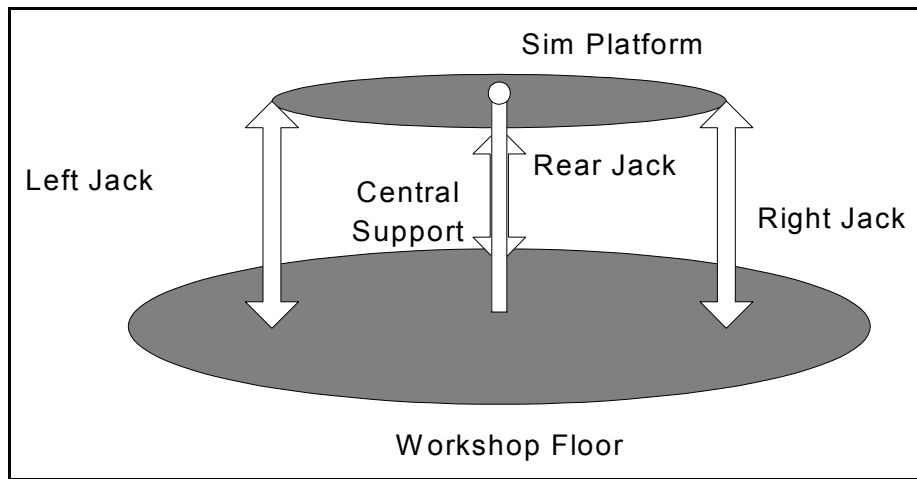 Sim Platform
Left Jack
Rear Jack
Central
Support
Right Jack
Workshop Floor